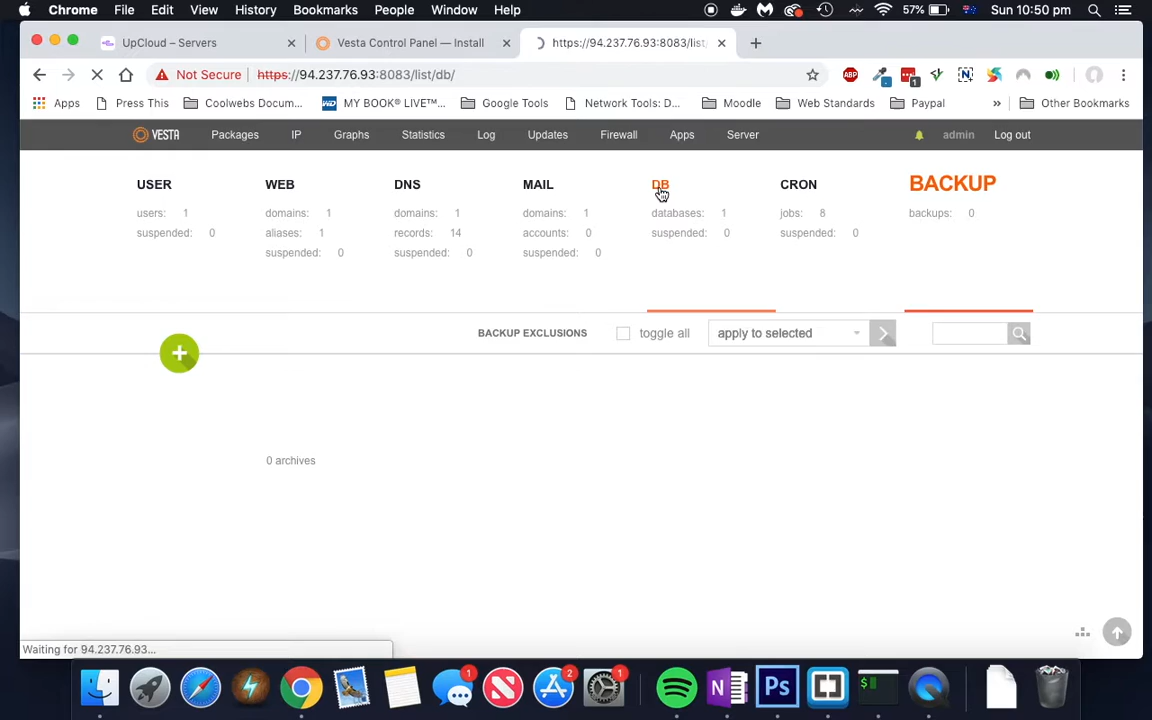 Chrome File Edit View History Bookmarks People Window Help 57% Sun 10:50 pm
UpCloud – Servers Vesta Control Panel — Install https://94.237.76.93:8083/list/
Not Secure https://94.237.76.93:8083/list/db/
Apps Press This Coolwebs Docum... MY BOOK® LIVE™... Google Tools Network Tools: D... Moodle Web Standards Paypal » Other Bookmarks
VESTA Packages IP Graphs Statistics Log Updates Firewall Apps Server admin Log out
USER WEB DNS MAIL DB CRON BACKUP
users: 1 domains: 1 domains: 1 domains: 1 databases: 1 jobs: 8 backups: 0
suspended: 0 aliases: 1 records: 14 accounts: 0 suspended: 0 suspended: 0
suspended: 0 suspended: 0 suspended: 0
BACKUP EXCLUSIONS toggle all apply to selected
0 archives
Waiting for 94.237.76.93...